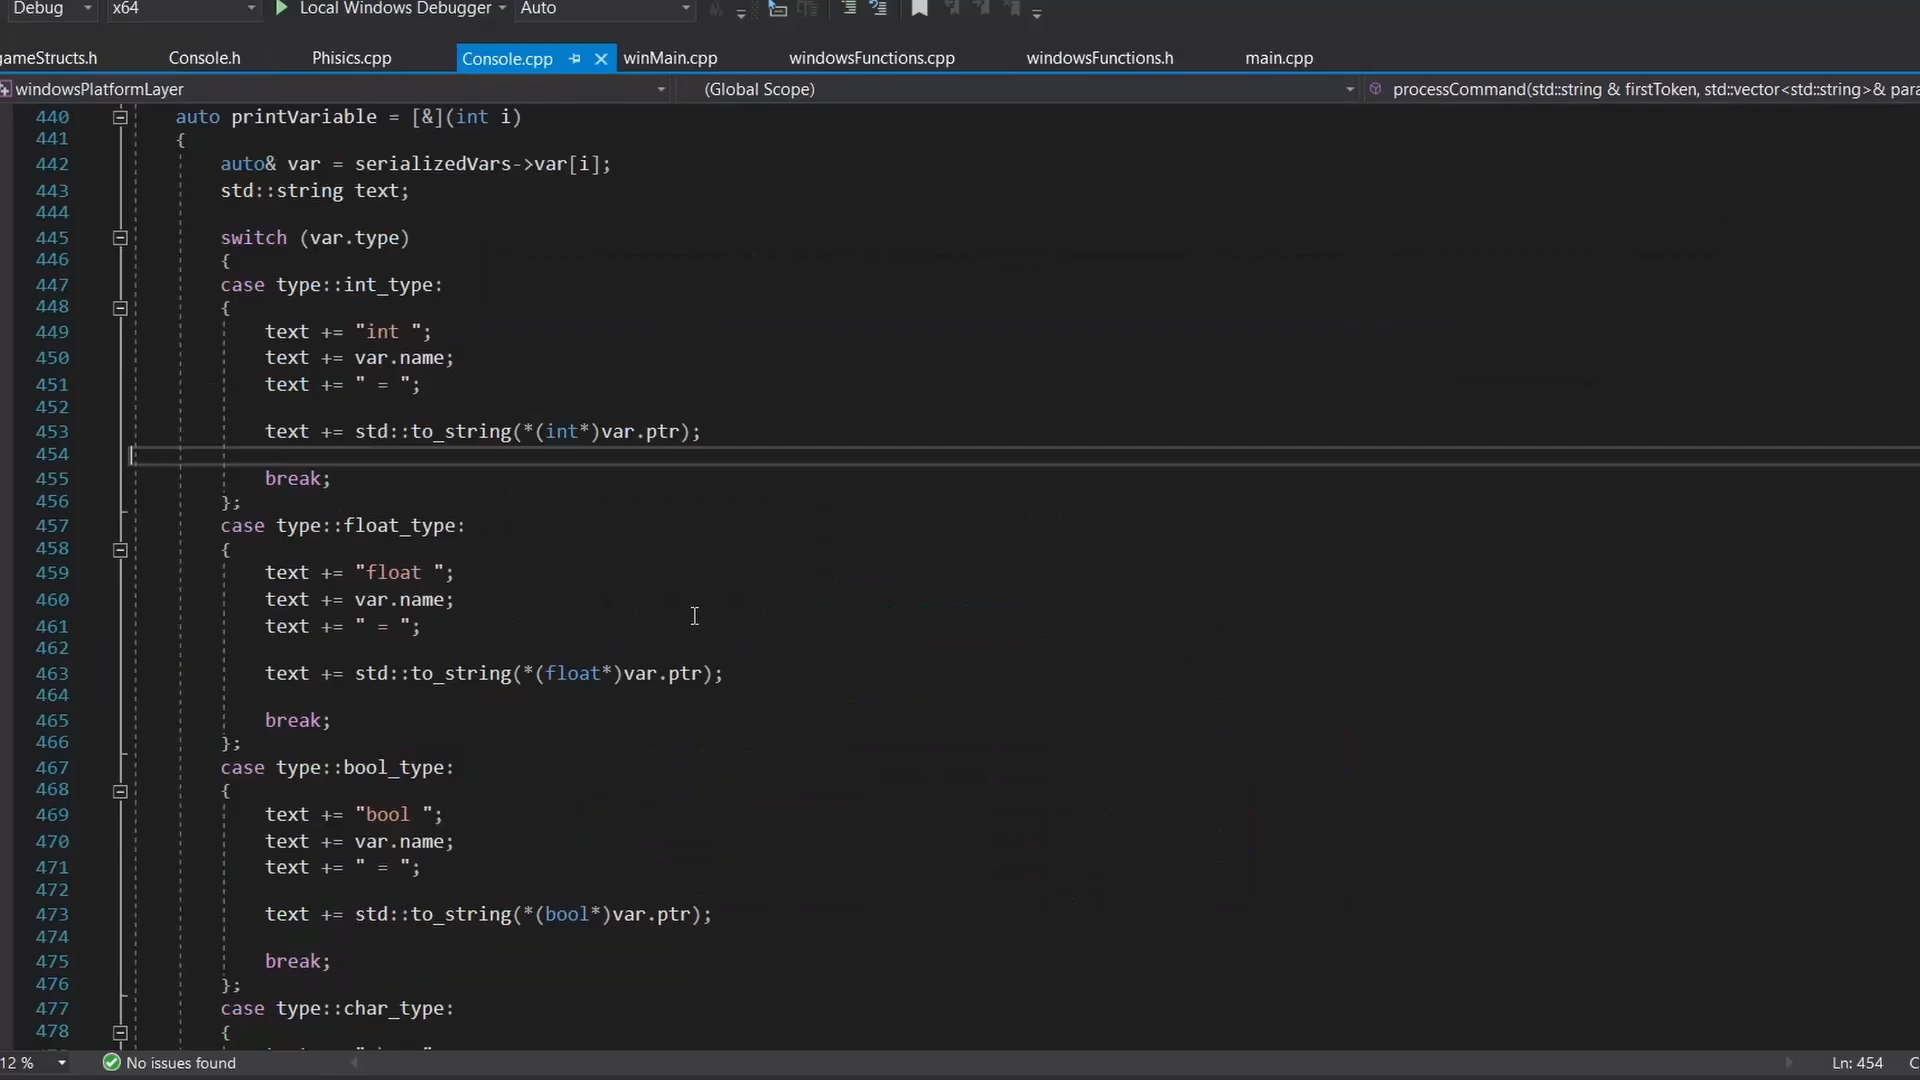 Debug x64 Local Windows Debugger Auto
gameStructs.h Console.h Phisics.cpp Console.cpp winMain.cpp windowsFunctions.cpp windowsFunctions.h main.cpp
windowsPlatformLayer (Global Scope) processCommand(std::string & firstToken, std::vector<std::string>& para
440 auto printVariable = [&](int i)
441 {
442 auto& var = serializedVars->var[i];
443 std::string text;
444
445 switch (var.type)
446 {
447 case type::int_type:
448 {
449 text += "int ";
450 text += var.name;
451 text += " = ";
452
453 text += std::to_string(*(int*)var.ptr);
454
455 break;
456 };
457 case type::float_type:
458 {
459 text += "float ";
460 text += var.name;
461 text += " = ";
462
463 text += std::to_string(*(float*)var.ptr);
464
465 break;
466 };
467 case type::bool_type:
468 {
469 text += "bool ";
470 text += var.name;
471 text += " = ";
472
473 text += std::to_string(*(bool*)var.ptr);
474
475 break;
476 };
477 case type::char_type:
478 {
12 % No issues found Ln: 454 C